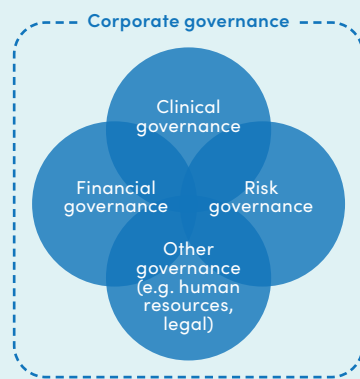 Corporate governance
Clinical
governance
Financial
governance
Risk
governance
Other
governance
(e.g. human
resources,
legal)